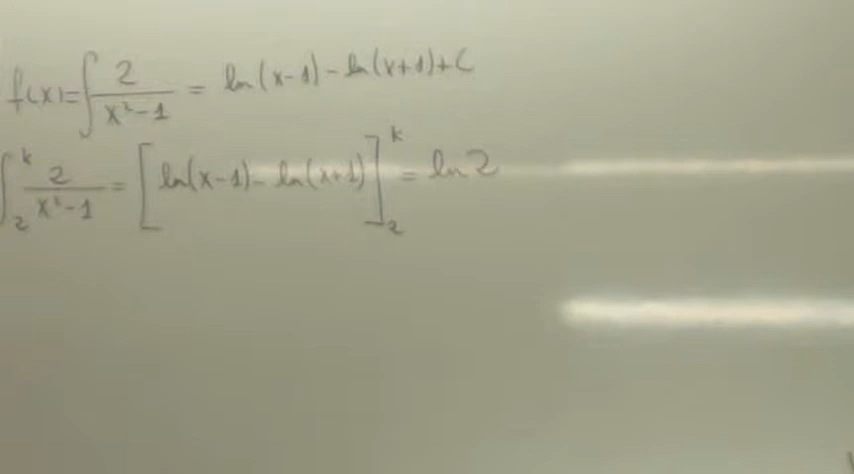 f(x)=∫ 2/(x²-1) = ln(x-1)-ln(x+1)+C
∫₂ᵏ 2/(x²-1) = [ln(x-1)-ln(x+1)]₂ᵏ = ln 2